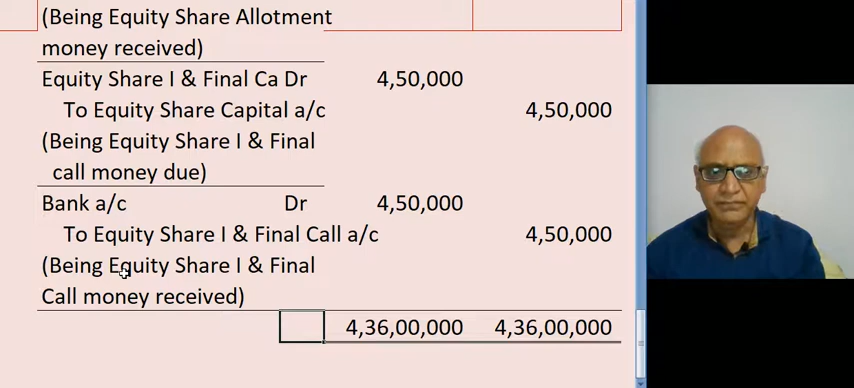 (Being Equity Share Allotment
money received)
Equity Share I & Final Ca Dr 4,50,000
To Equity Share Capital a/c 4,50,000
(Being Equity Share I & Final
call money due)
Bank a/c Dr 4,50,000
To Equity Share I & Final Call a/c 4,50,000
(Being Equity Share I & Final
Call money received)
4,36,00,000 4,36,00,000